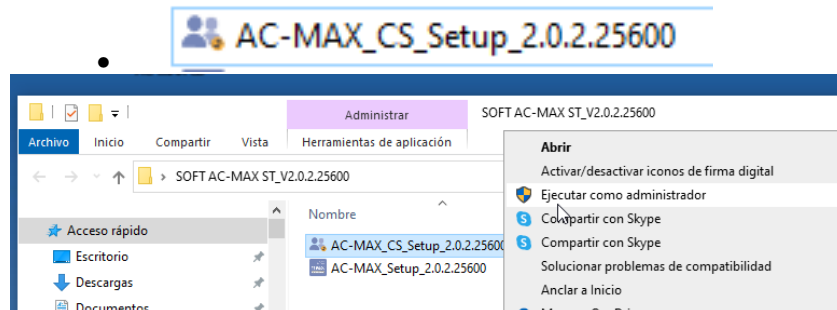 AC-MAX_CS_Setup_2.0.2.25600
Administrar
SOFT AC-MAX ST_V2.0.2.25600
Archivo
Inicio
Compartir
Vista
Herramientas de aplicación
SOFT AC-MAX ST_V2.0.2.25600
Acceso rápido
Escritorio
Descargas
Documentos
Nombre
AC-MAX_CS_Setup_2.0.2.25600
AC-MAX_Setup_2.0.2.25600
Abrir
Activar/desactivar iconos de firma digital
Ejecutar como administrador
Compartir con Skype
Compartir con Skype
Solucionar problemas de compatibilidad
Anclar a Inicio